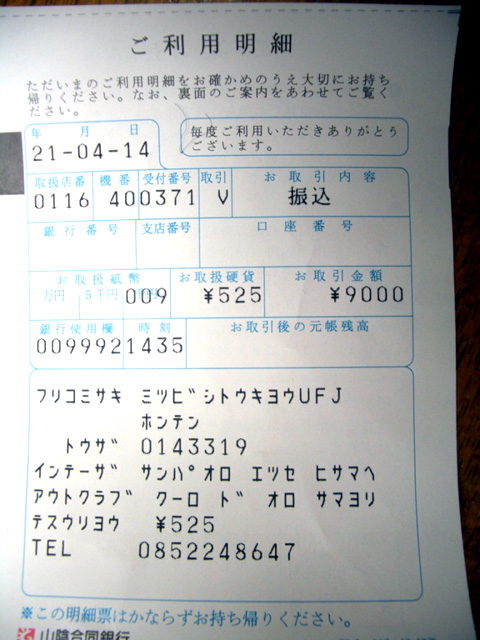 ご利用明細
ただいまのご利用明細をお確かめのうえ大切にお持ち
帰りください。なお、裏面のご案内をあわせてご覧く
ださい。
年 月 日
21-04-14
毎度ご利用いただきありがとう
ございます。
取扱店番 機番 受付番号 取引 お取引内容
0116 400371 V 振込
銀行番号 支店番号 口座番号
お取扱紙幣 お取扱硬貨 お取引金額
万円 5千円 009 ¥525 ¥9000
銀行使用欄 時刻 お取引後の元帳残高
0099921435
フリコミサキ ミツビシトウキヨウUFJ
ホンテン
トウザ 0143319
インテーザ サンパオロ エツセ ヒサマヘ
アウトクラブ クーロ ド オロ サマヨリ
テスウリヨウ ¥525
TEL 0852248647
※この明細票はかならずお持ち帰りください。
山陰合同銀行